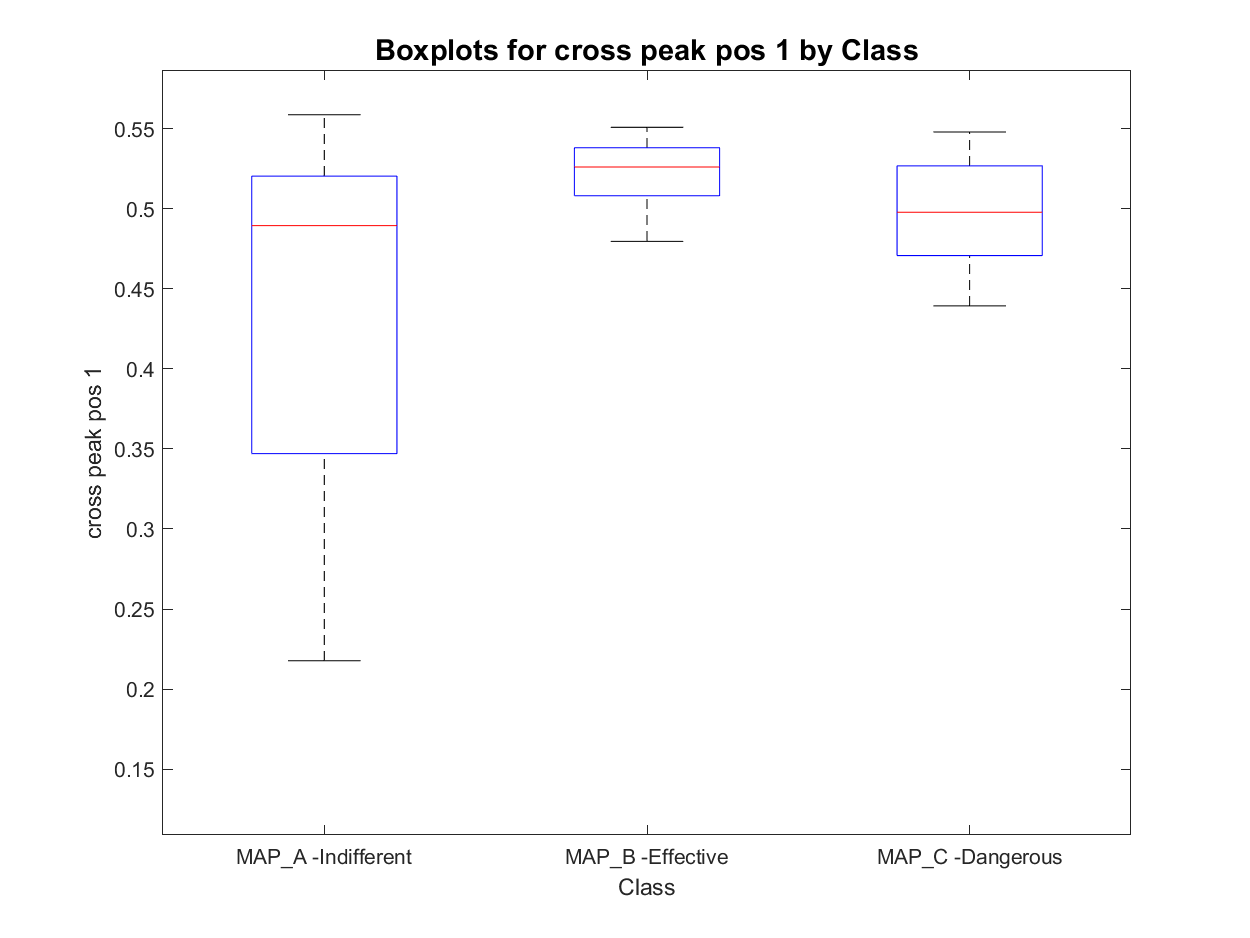 Boxplots for cross peak pos 1 by Class
cross peak pos 1
0.55
0.5
0.45
0.4
0.35
0.3
0.25
0.2
0.15
MAP_A -Indifferent
MAP_B -Effective
MAP_C -Dangerous
Class